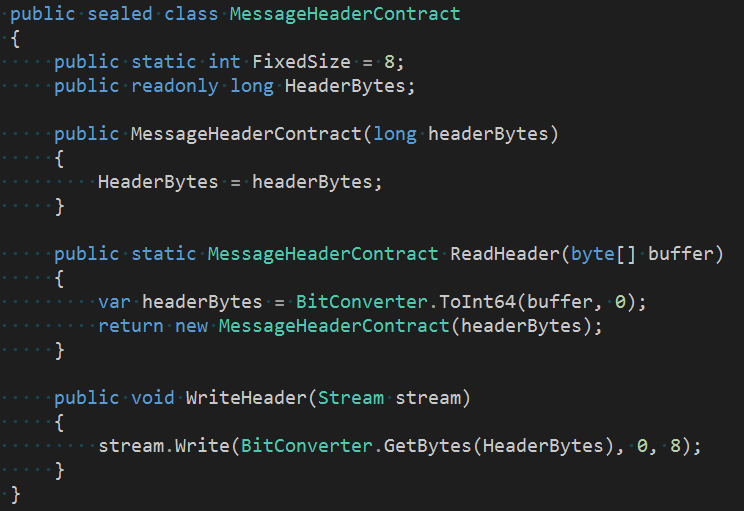 public sealed class MessageHeaderContract
{
public static int FixedSize = 8;
public readonly long HeaderBytes;
public MessageHeaderContract(long headerBytes)
{
HeaderBytes = headerBytes;
}
public static MessageHeaderContract ReadHeader(byte[] buffer)
{
var headerBytes = BitConverter.ToInt64(buffer, 0);
return new MessageHeaderContract(headerBytes);
}
public void WriteHeader(Stream stream)
{
stream.Write(BitConverter.GetBytes(HeaderBytes), 0, 8);
}
}